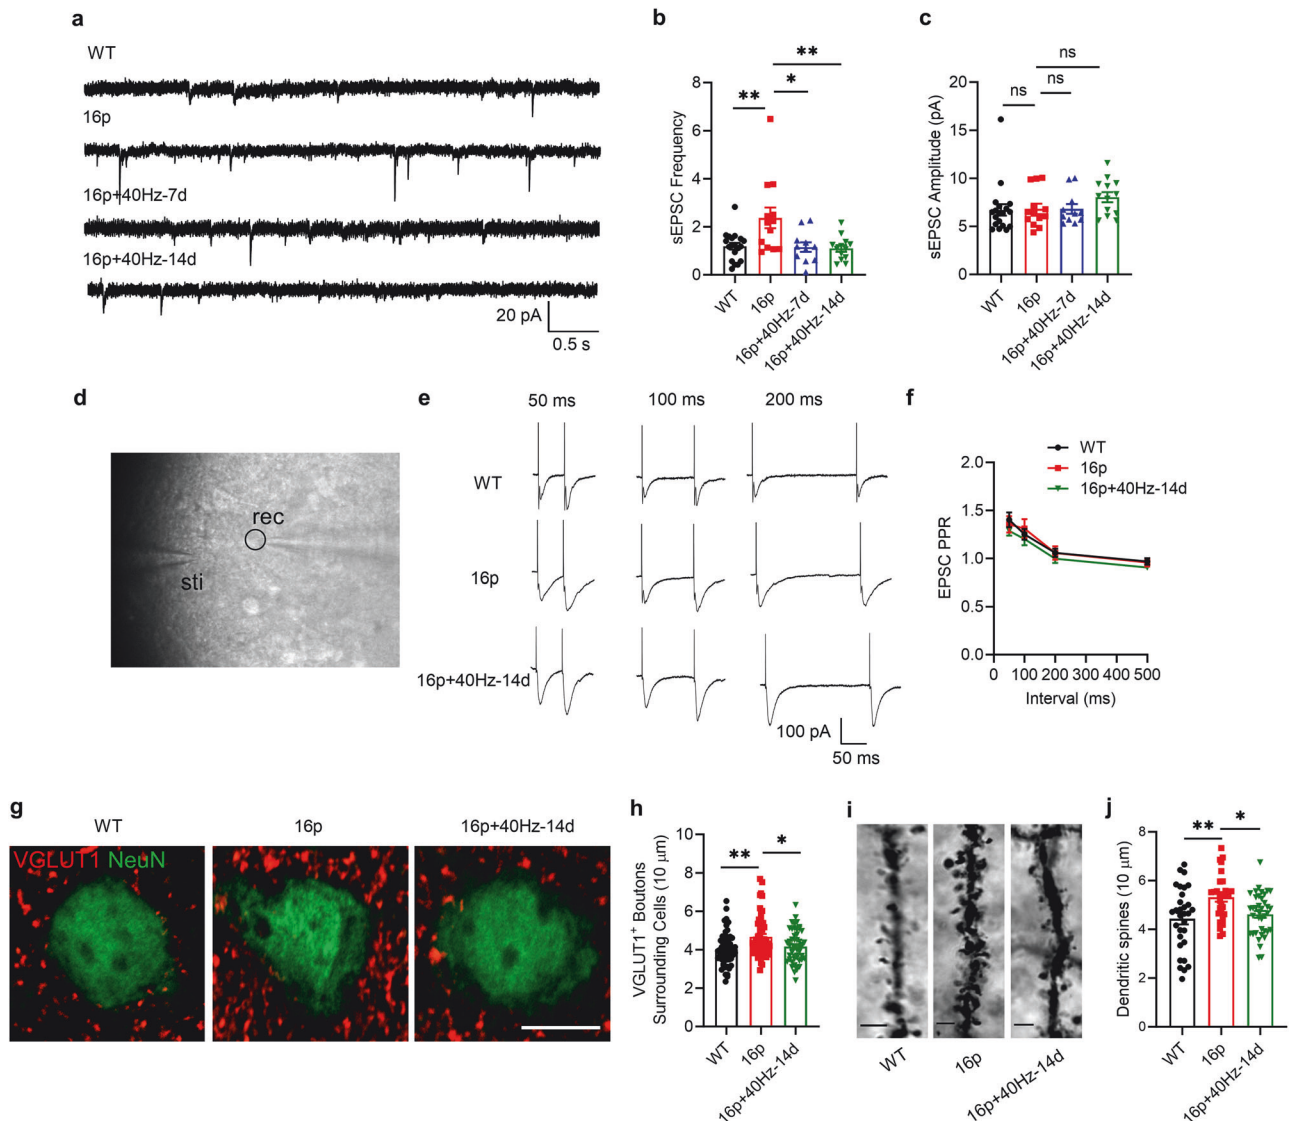 a
WT
16p
16p+40Hz-7d
16p+40Hz-14d
20 pA
0.5 s
b
sEPSC Frequency
8
6
4
2
0
**
*
**
WT
16p
16p+40Hz-7d
16p+40Hz-14d
c
sEPSC Amplitude (pA)
20
15
10
5
0
ns
ns
ns
WT
16p
16p+40Hz-7d
16p+40Hz-14d
d
rec
sti
e
50 ms
100 ms
200 ms
WT
16p
16p+40Hz-14d
100 pA
50 ms
f
WT
16p
16p+40Hz-14d
EPSC PPR
2.0
1.5
1.0
0.5
0.0
0 100 200 300 400 500
Interval (ms)
g
WT
16p
16p+40Hz-14d
VGLUT1 NeuN
h
VGLUT1+ Boutons
Surrounding Cells (10 μm)
10
8
6
4
2
0
**
*
WT
16p
16p+40Hz-14d
i
WT
16p
16p+40Hz-14d
j
Dendritic spines (10 μm)
8
6
4
2
0
**
*
WT
16p
16p+40Hz-14d